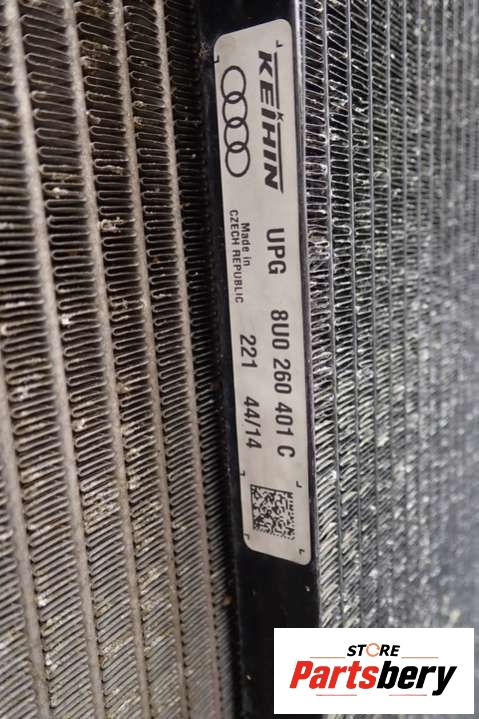 KEIHIN
UPG 8U0 260 401 C
Made in
CZECH REPUBLIC
221 44/14
STORE
Partsbery